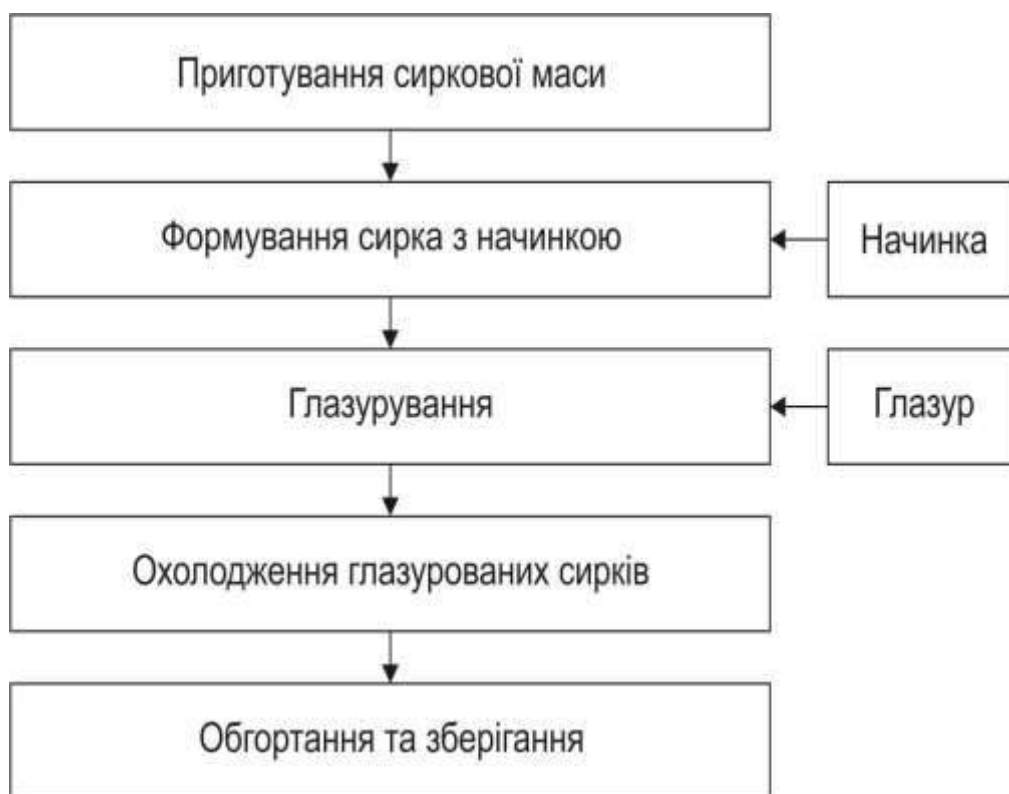 Приготування сиркової маси
Формування сирка з начинкою
Начинка
Глазурування
Глазур
Охолодження глазурованих сирків
Обгортання та зберігання